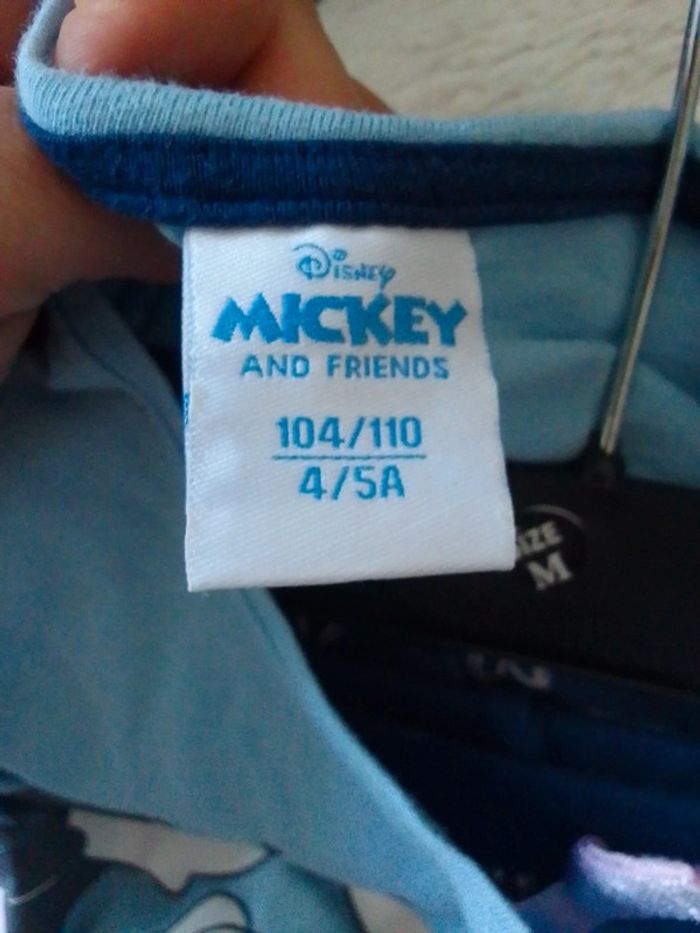 Disney
MICKEY
AND FRIENDS
104/110
4/5A
SIZE
M